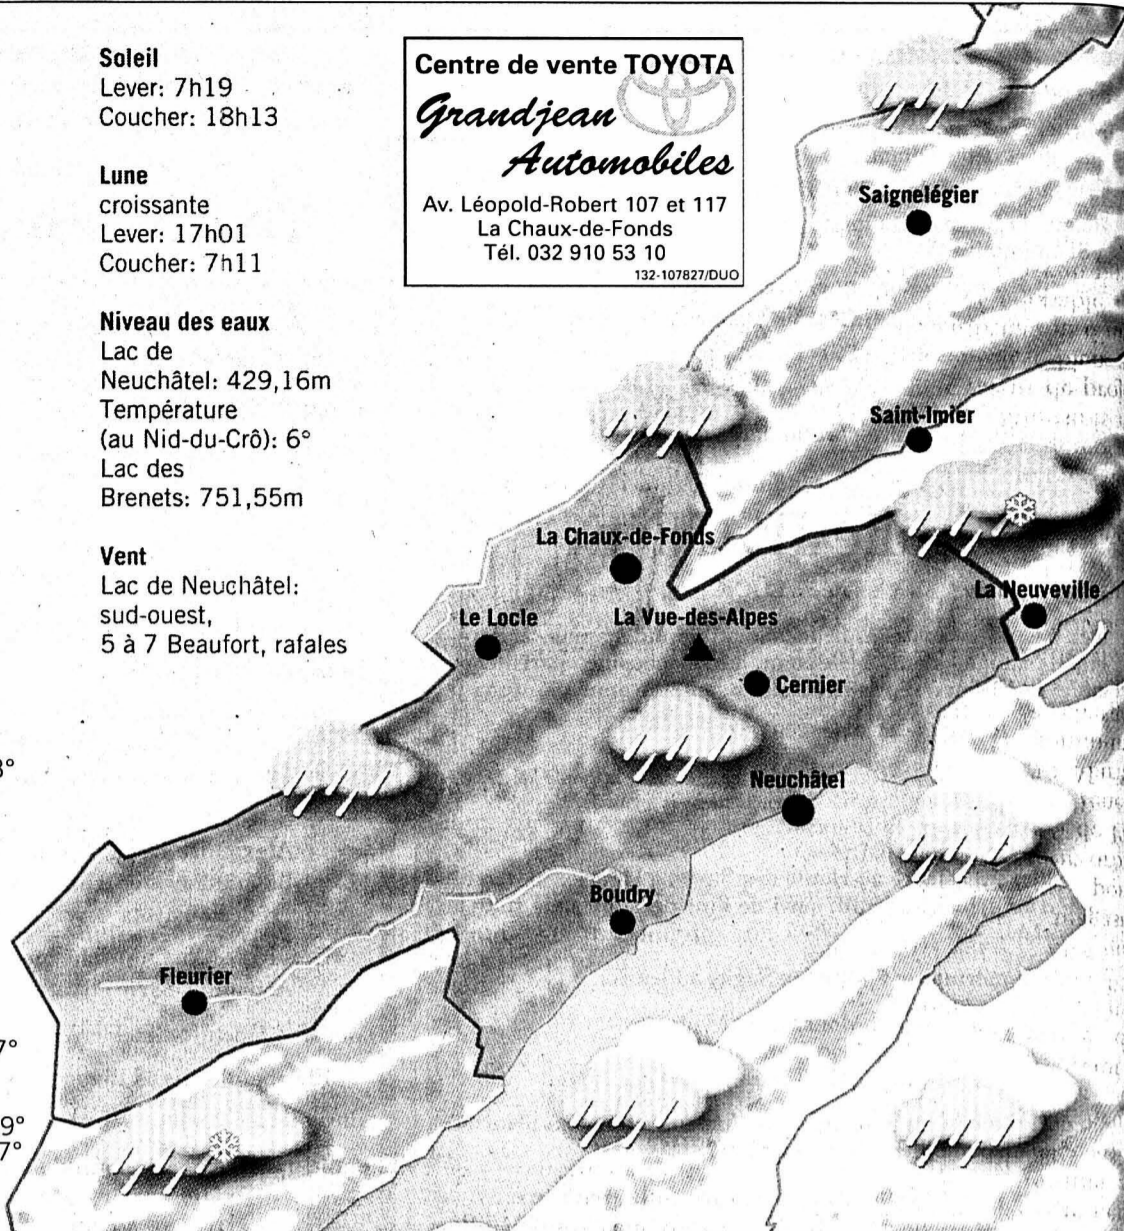 Soleil
Lever: 7h19
Coucher: 18h13
Lune
croissante
Lever: 17h01
Coucher: 7h11
Niveau des eaux
Lac de
Neuchâtel: 429,16m
Température
(au Nid-du-Crô): 6°
Lac des
Brenets: 751,55m
Vent
Lac de Neuchâtel:
sud-ouest,
5 à 7 Beaufort, rafales
Centre de vente TOYOTA
Grandjean
Automobiles
Av. Léopold-Robert 107 et 117
La Chaux-de-Fonds
Tél. 032 910 53 10
132-107827/DUO
Saignelégier
Saint-Imier
La Chaux-de-Fonds
La Neuveville
Le Locle
La Vue-des-Alpes
Cernier
Neuchâtel
Boudry
Fleurier
9°
7°